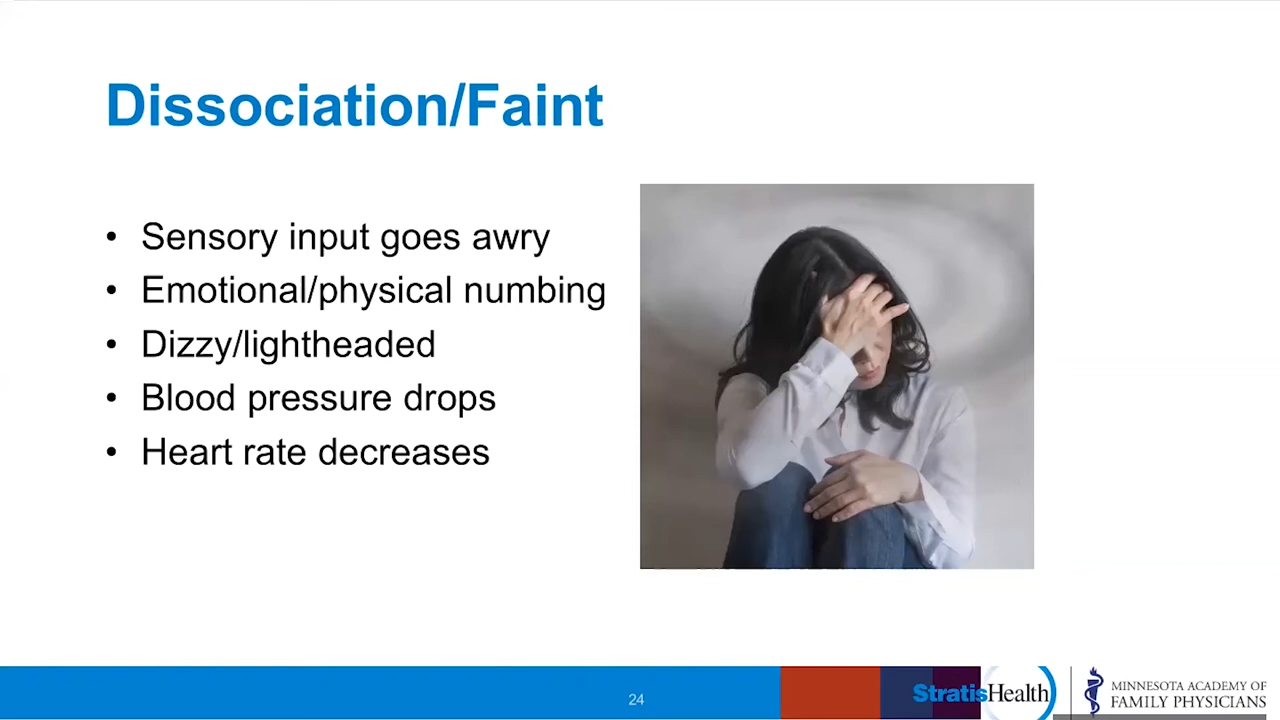 Dissociation/Faint
• Sensory input goes awry
• Emotional/physical numbing
• Dizzy/lightheaded
• Blood pressure drops
• Heart rate decreases
24
StratisHealth
MINNESOTA ACADEMY OF
FAMILY PHYSICIANS